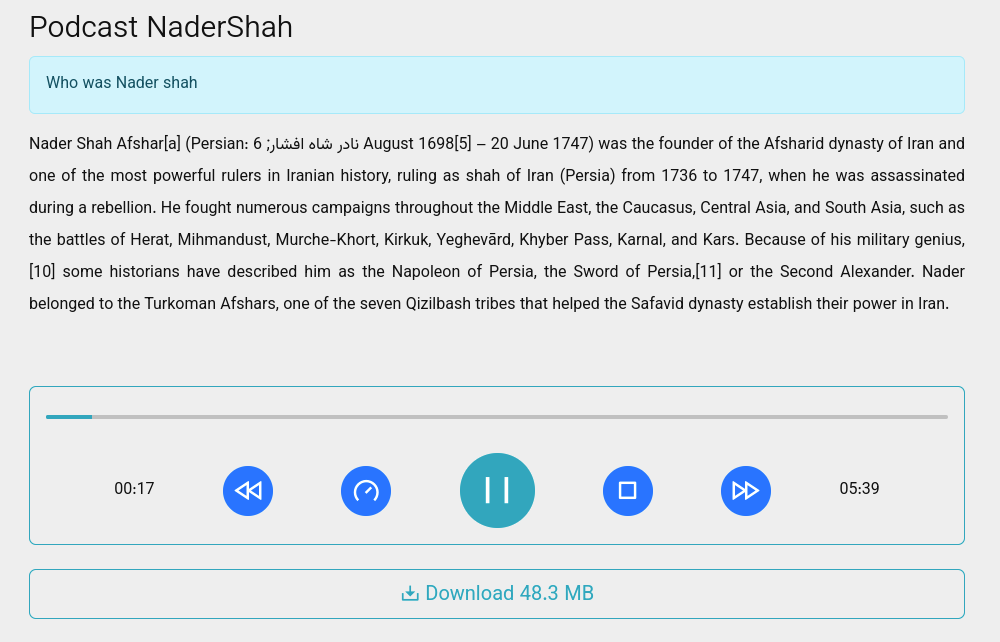 Podcast NaderShah
Who was Nader shah
Nader Shah Afshar[a] (Persian: نادر شاه افشار; 6 August 1698[5] – 20 June 1747) was the founder of the Afsharid dynasty of Iran and
one of the most powerful rulers in Iranian history, ruling as shah of Iran (Persia) from 1736 to 1747, when he was assassinated
during a rebellion. He fought numerous campaigns throughout the Middle East, the Caucasus, Central Asia, and South Asia, such as
the battles of Herat, Mihmandust, Murche-Khort, Kirkuk, Yeghevārd, Khyber Pass, Karnal, and Kars. Because of his military genius,
[10] some historians have described him as the Napoleon of Persia, the Sword of Persia,[11] or the Second Alexander. Nader
belonged to the Turkoman Afshars, one of the seven Qizilbash tribes that helped the Safavid dynasty establish their power in Iran.
00:17 05:39
Download 48.3 MB